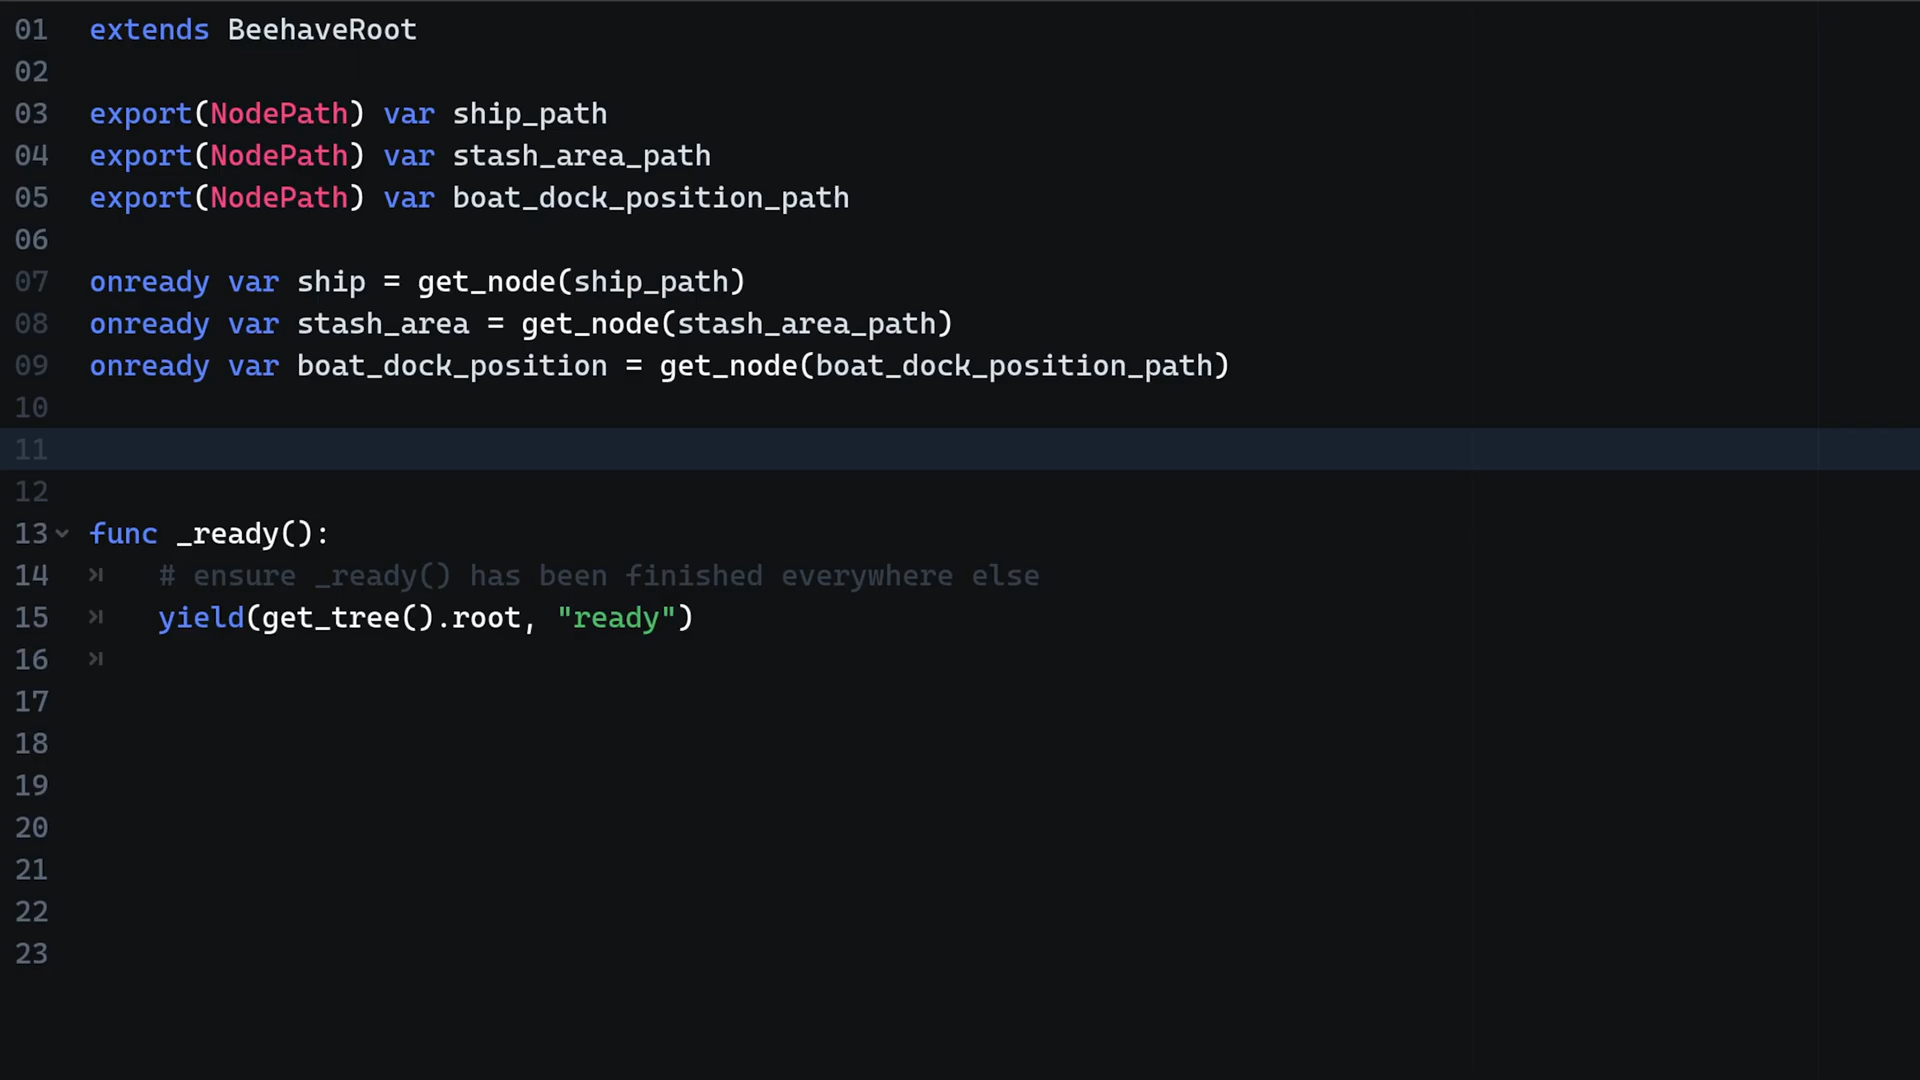 01 extends BeehaveRoot
02
03 export(NodePath) var ship_path
04 export(NodePath) var stash_area_path
05 export(NodePath) var boat_dock_position_path
06
07 onready var ship = get_node(ship_path)
08 onready var stash_area = get_node(stash_area_path)
09 onready var boat_dock_position = get_node(boat_dock_position_path)
10
11
12
13 func _ready():
14 # ensure _ready() has been finished everywhere else
15 yield(get_tree().root, "ready")
16
17
18
19
20
21
22
23